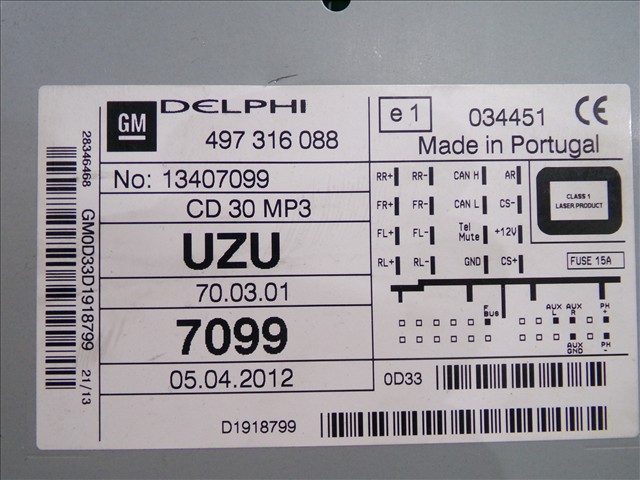 GM DELPHI
497 316 088
No: 13407099
CD 30 MP3
UZU
70.03.01
7099
05.04.2012
28346468
GM0D33D1918799
21/13
e1 034451 CE
Made in Portugal
RR+ RR- CAN H AR
FR+ FR- CAN L CS-
FL+ FL- Tel Mute +12V
RL+ RL- GND CS+
CLASS 1
LASER PRODUCT
FUSE 15A
F BUS AUX L AUX R PH +
AUX GND PH -
0D33
D1918799